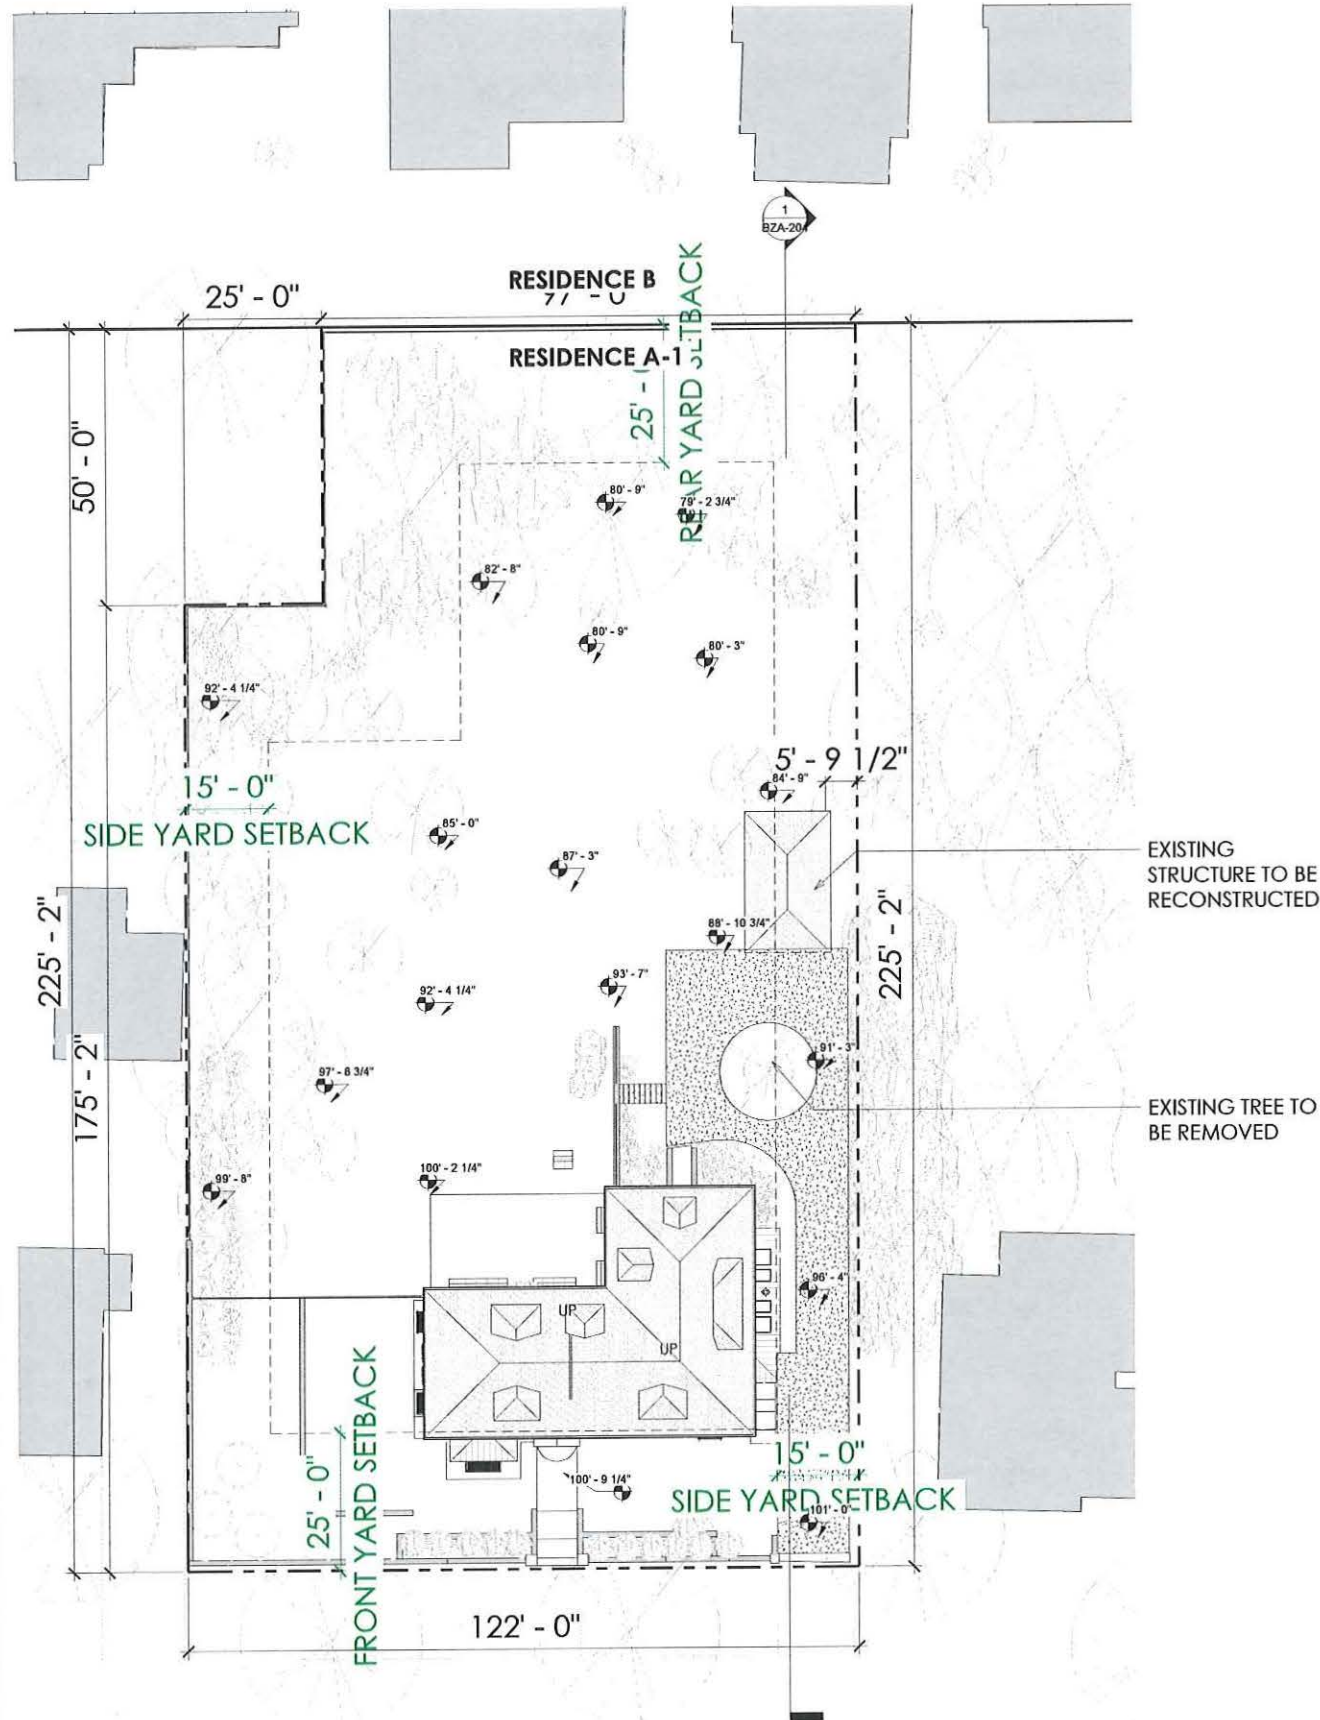 1
BZA-204
RESIDENCE B
25' - 0"
RESIDENCE A-1
25' - 0
REAR YARD SETBACK
50' - 0"
80' - 9"
79' - 2 3/4"
82' - 8"
80' - 9"
80' - 3"
92' - 4 1/4"
5' - 9 1/2"
84' - 9"
15' - 0"
SIDE YARD SETBACK
85' - 0"
87' - 3"
EXISTING
STRUCTURE TO BE
RECONSTRUCTED
225' - 2"
88' - 10 3/4"
225' - 2"
93' - 7"
92' - 4 1/4"
91' - 3"
97' - 8 3/4"
175' - 2"
EXISTING TREE TO
BE REMOVED
100' - 2 1/4"
99' - 8"
96' - 4"
UP
UP
25' - 0"
FRONT YARD SETBACK
15' - 0"
SIDE YARD SETBACK
100' - 9 1/4"
101' - 0"
122' - 0"